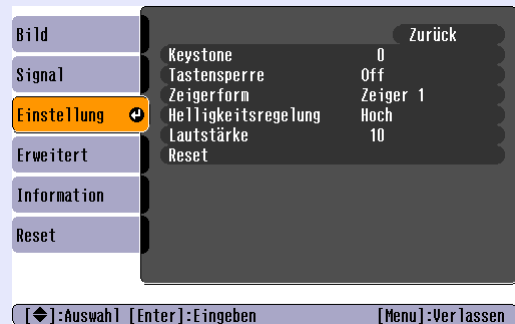 Bild
Signal
Einstellung
Erweitert
Information
Reset
Zurück
Keystone 0
Tastensperre Off
Zeigerform Zeiger 1
Helligkeitsregelung Hoch
Lautstärke 10
Reset
[ ]:Auswahl [Enter]:Eingeben [Menu]:Verlassen